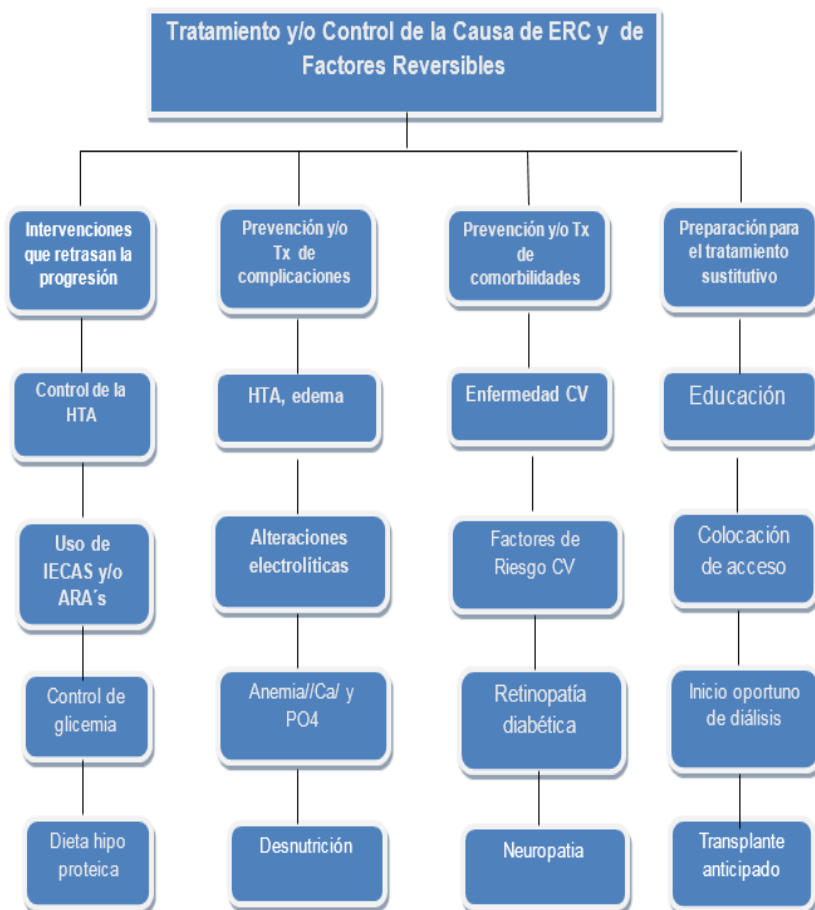 Tratamiento y/o Control de la Causa de ERC y de
Factores Reversibles
Intervenciones
que retrasan la
progresión
Prevención y/o
Tx de
complicaciones
Prevención y/o Tx
de
comorbilidades
Preparación para
el tratamiento
sustitutivo
Control de la
HTA
HTA, edema
Enfermedad CV
Educación
Uso de
IECAS y/o
ARA´s
Alteraciones
electrolíticas
Factores de
Riesgo CV
Colocación
de acceso
Control de
glicemia
Anemia//Ca/ y
PO4
Retinopatía
diabética
Inicio oportuno
de diálisis
Dieta hipo
proteica
Desnutrición
Neuropatia
Transplante
anticipado